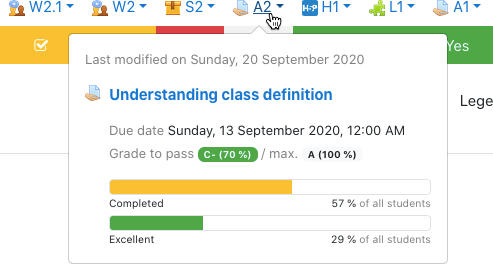 W2.1 W2 S2 A2 H1 L1 A1
Yes
Last modified on Sunday, 20 September 2020
Understanding class definition
Lege
Due date Sunday, 13 September 2020, 12:00 AM
Grade to pass C- (70 %) / max. A (100 %)
Completed 57 % of all students
Excellent 29 % of all students